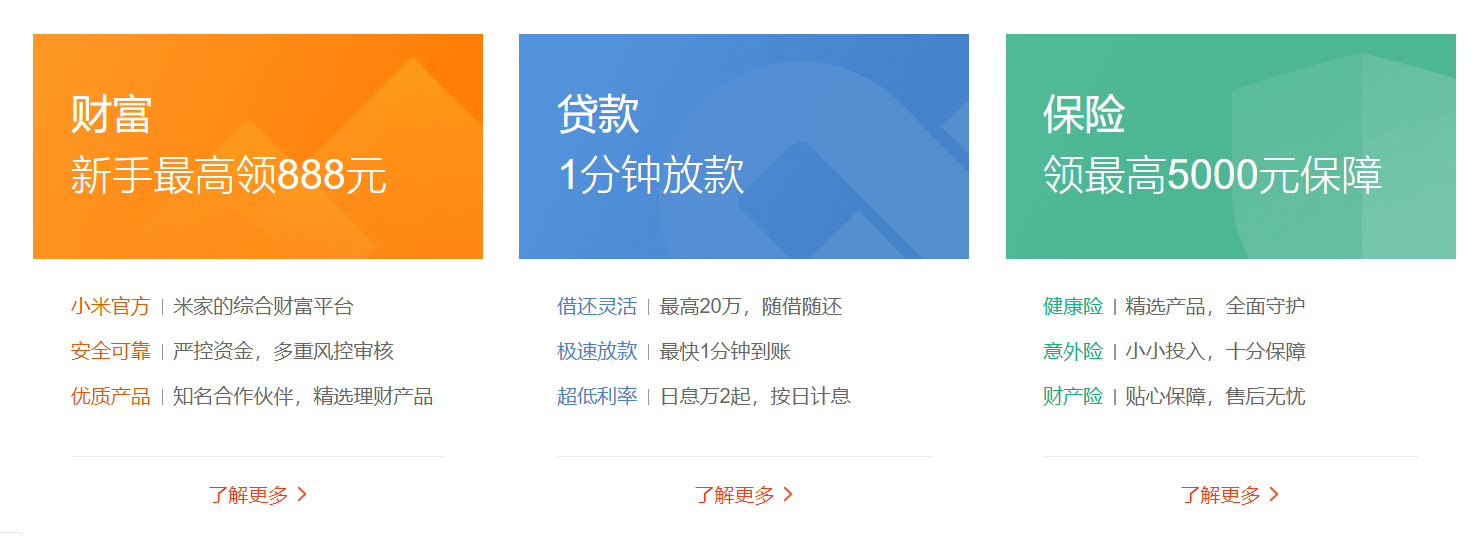 财富
新手最高领888元
小米官方 | 米家的综合财富平台
安全可靠 | 严控资金，多重风控审核
优质产品 | 知名合作伙伴，精选理财产品
了解更多 >
贷款
1分钟放款
借还灵活 | 最高20万，随借随还
极速放款 | 最快1分钟到账
超低利率 | 日息万2起，按日计息
了解更多 >
保险
领最高5000元保障
健康险 | 精选产品，全面守护
意外险 | 小小投入，十分保障
财产险 | 贴心保障，售后无忧
了解更多 >